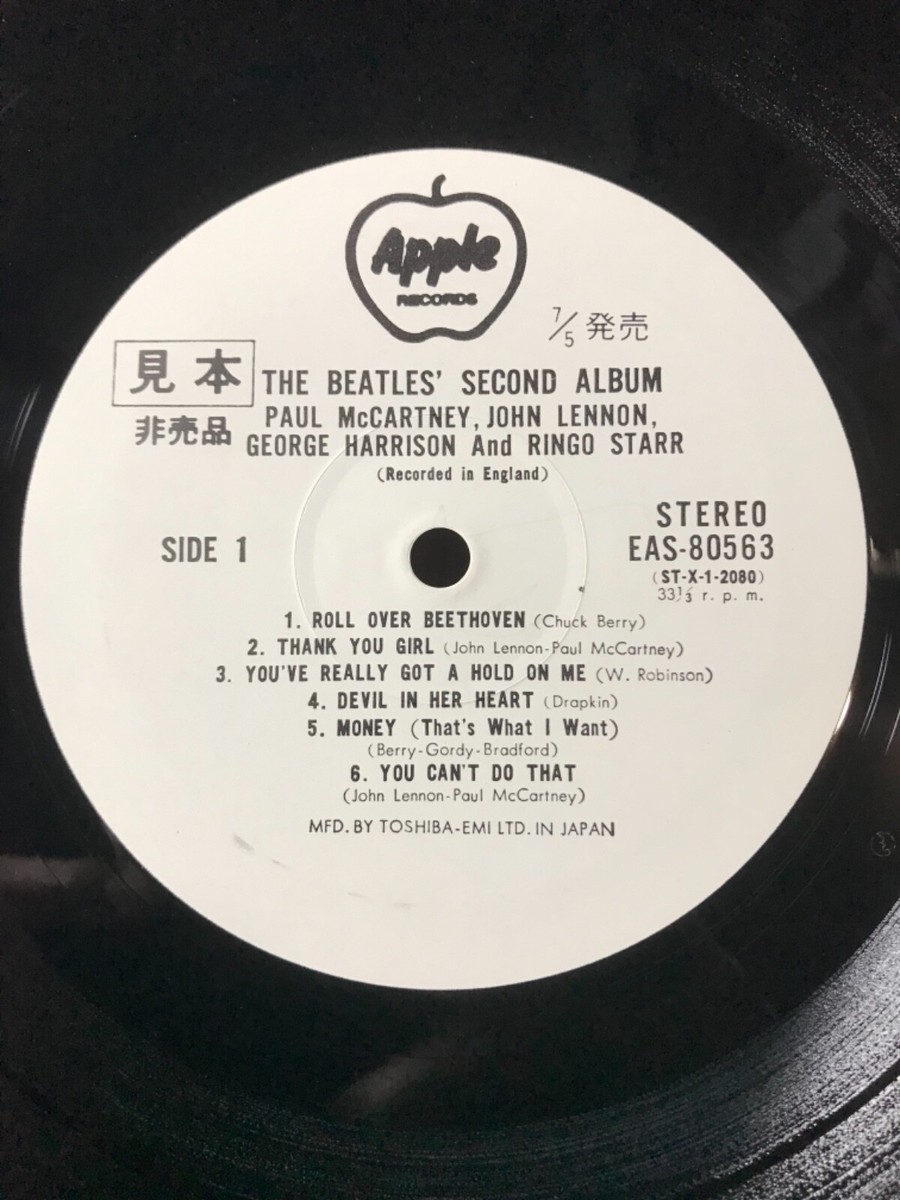 Apple
RECORDS
7/5 発売
見本
非売品
THE BEATLES' SECOND ALBUM
PAUL McCARTNEY, JOHN LENNON,
GEORGE HARRISON And RINGO STARR
(Recorded in England)
SIDE 1
STEREO
EAS-80563
(ST-X-1-2080)
33⅓ r. p. m.
1. ROLL OVER BEETHOVEN (Chuck Berry)
2. THANK YOU GIRL (John Lennon-Paul McCartney)
3. YOU'VE REALLY GOT A HOLD ON ME (W. Robinson)
4. DEVIL IN HER HEART (Drapkin)
5. MONEY (That's What I Want)
(Berry-Gordy-Bradford)
6. YOU CAN'T DO THAT
(John Lennon-Paul McCartney)
MFD. BY TOSHIBA-EMI LTD. IN JAPAN